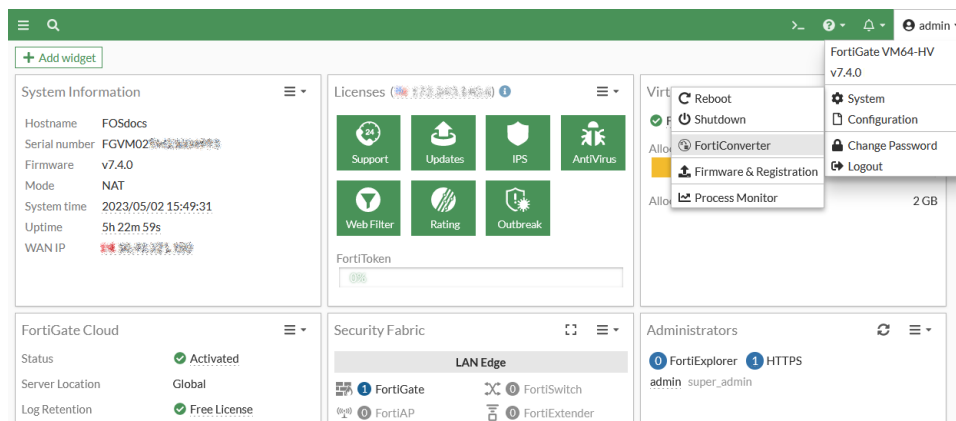 admin
+ Add widget
FortiGate VM64-HV
v7.4.0
System
Configuration
Change Password
Logout
Reboot
Shutdown
FortiConverter
Firmware & Registration
Process Monitor
System Information
Hostname FOSdocs
Serial number FGVM02
Firmware v7.4.0
Mode NAT
System time 2023/05/02 15:49:31
Uptime 5h 22m 59s
WAN IP
Licenses (
Support
24
Updates
IPS
AntiVirus
Web Filter
Rating
Outbreak
FortiToken
0%
Virt
F
Alloc
Alloc
2 GB
FortiGate Cloud
Status Activated
Server Location Global
Log Retention Free License
Security Fabric
LAN Edge
1 FortiGate
0 FortiSwitch
0 FortiAP
0 FortiExtender
Administrators
0 FortiExplorer 1 HTTPS
admin super_admin